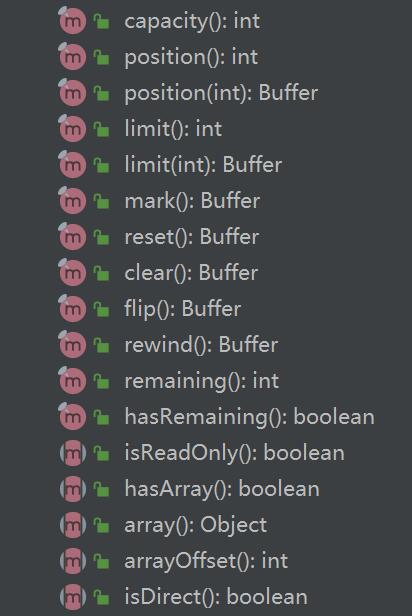 capacity(): int
position(): int
position(int): Buffer
limit(): int
limit(int): Buffer
mark(): Buffer
reset(): Buffer
clear(): Buffer
flip(): Buffer
rewind(): Buffer
remaining(): int
hasRemaining(): boolean
isReadOnly(): boolean
hasArray(): boolean
array(): Object
arrayOffset(): int
isDirect(): boolean